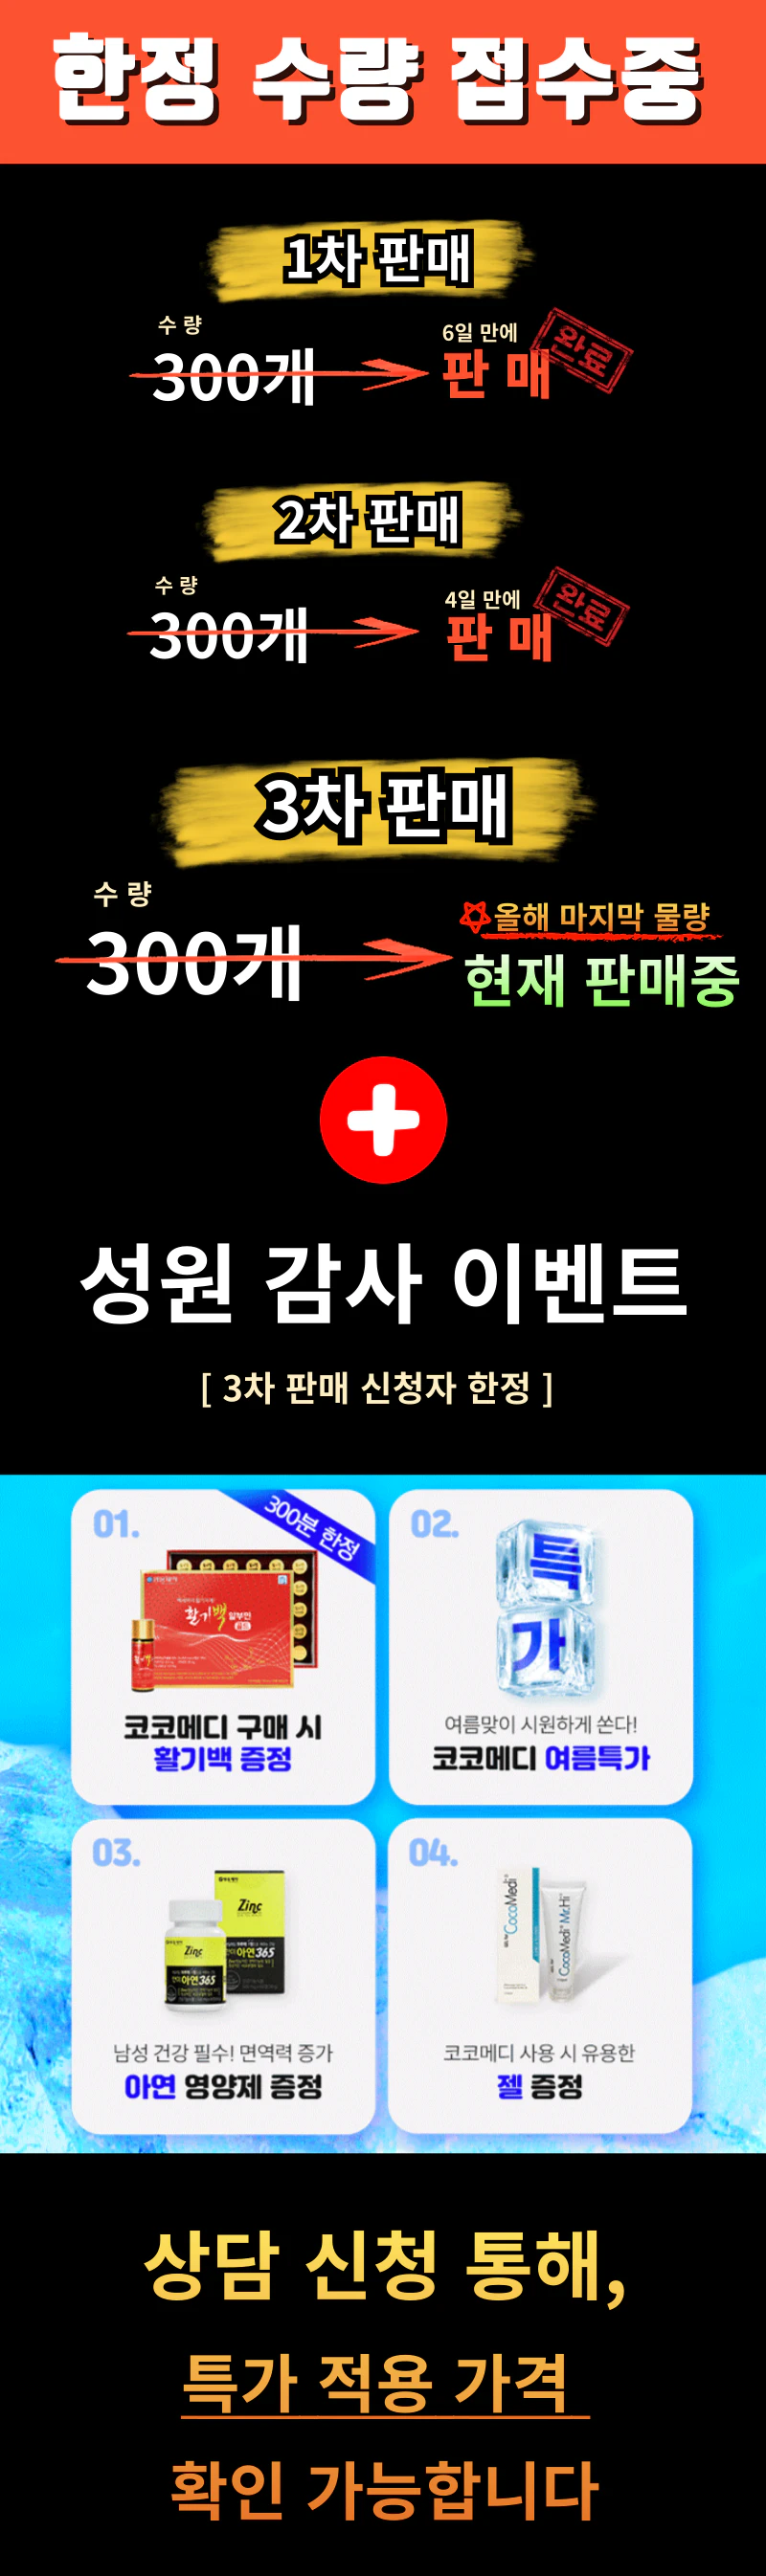 한정 수량 접수중
1차 판매
수 량
300개
6일 만에
판 매
완료
2차 판매
수 량
300개
4일 만에
판 매
완료
3차 판매
수 량
300개
올해 마지막 물량
현재 판매중
성원 감사 이벤트
[ 3차 판매 신청자 한정 ]
01.
300분 한정
활기백
코코메디 구매 시
활기백 증정
02.
특
가
여름맞이 시원하게 쏜다!
코코메디 여름특가
03.
Zinc
아연365
Zinc
아연365
남성 건강 필수! 면역력 증가
아연 영양제 증정
04.
CocoMedi
CocoMedi Mr.Hi
코코메디 사용 시 유용한
젤 증정
상담 신청 통해,
특가 적용 가격
확인 가능합니다